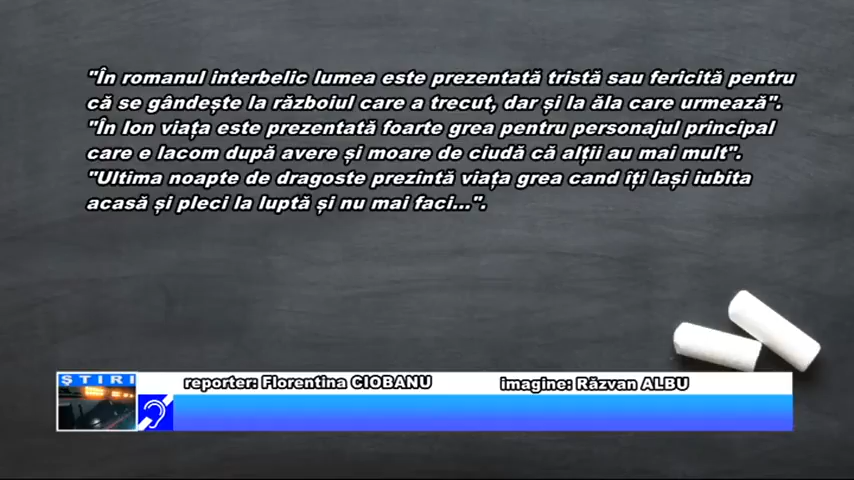 "În romanul interbelic lumea este prezentată tristă sau fericită pentru
că se gândește la războiul care a trecut, dar și la ăla care urmează".
"În Ion viața este prezentată foarte grea pentru personajul principal
care e lacom după avere și moare de ciudă că alții au mai mult".
"Ultima noapte de dragoste prezintă viața grea cand îți lași iubita
acasă și pleci la luptă și nu mai faci...".
reporter: Florentina CIOBANU imagine: Răzvan ALBU
ȘTIRI